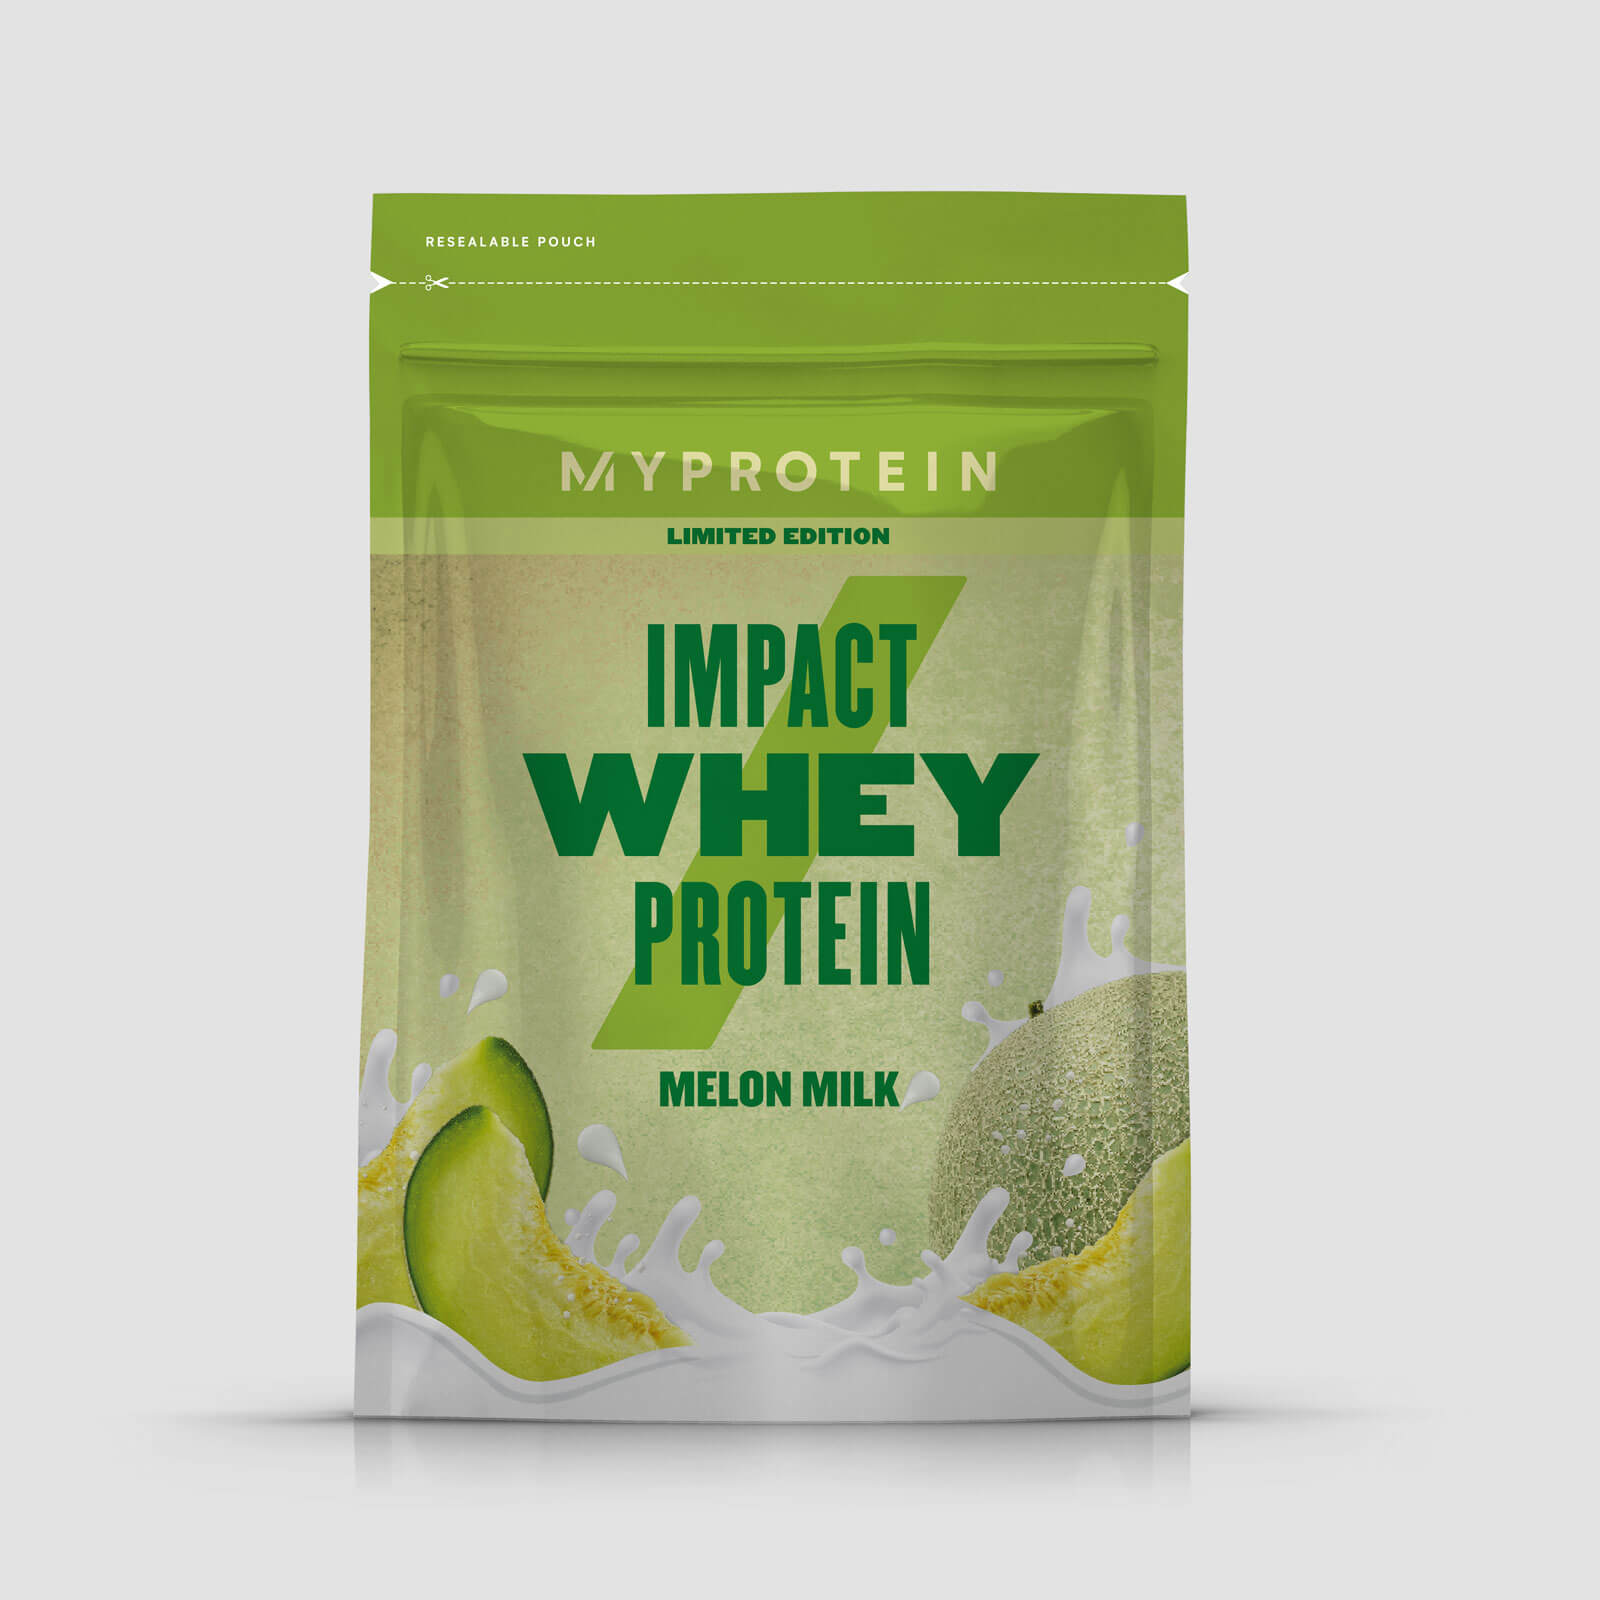 RESEALABLE POUCH
MYPROTEIN
LIMITED EDITION
IMPACT
WHEY
PROTEIN
MELON MILK